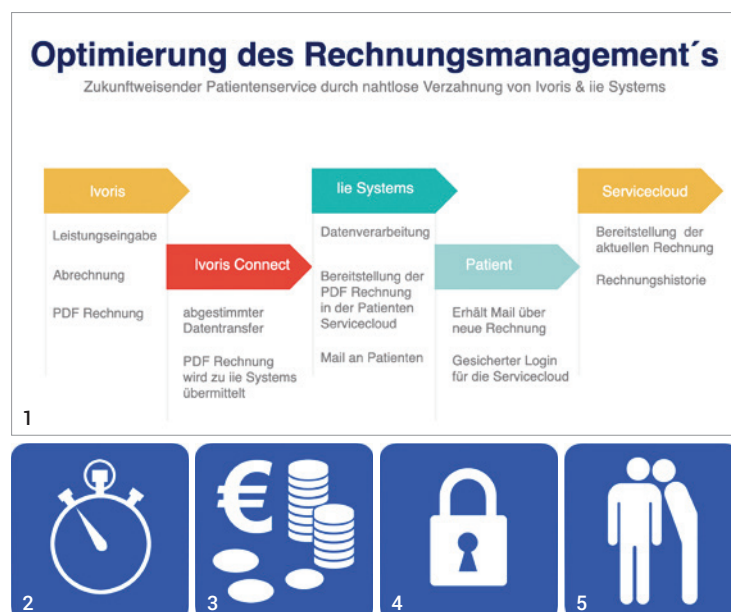 Optimierung des Rechnungsmanagement´s
Zukunftweisender Patientenservice durch nahtlose Verzahnung von Ivoris & iie Systems
Ivoris
Leistungseingabe
Abrechnung
PDF Rechnung
Ivoris Connect
abgestimmter
Datentransfer
PDF Rechnung
wird zu iie Systems
übermittelt
Iie Systems
Datenverarbeitung
Bereitstellung der
PDF Rechnung
in der Patienten
Servicecloud
Mail an Patienten
Patient
Erhält Mail über
neue Rechnung
Gesicherter Login
für die Servicecloud
Servicecloud
Bereitstellung der
aktuellen Rechnung
Rechnungshistorie
1
2
€
3
4
5